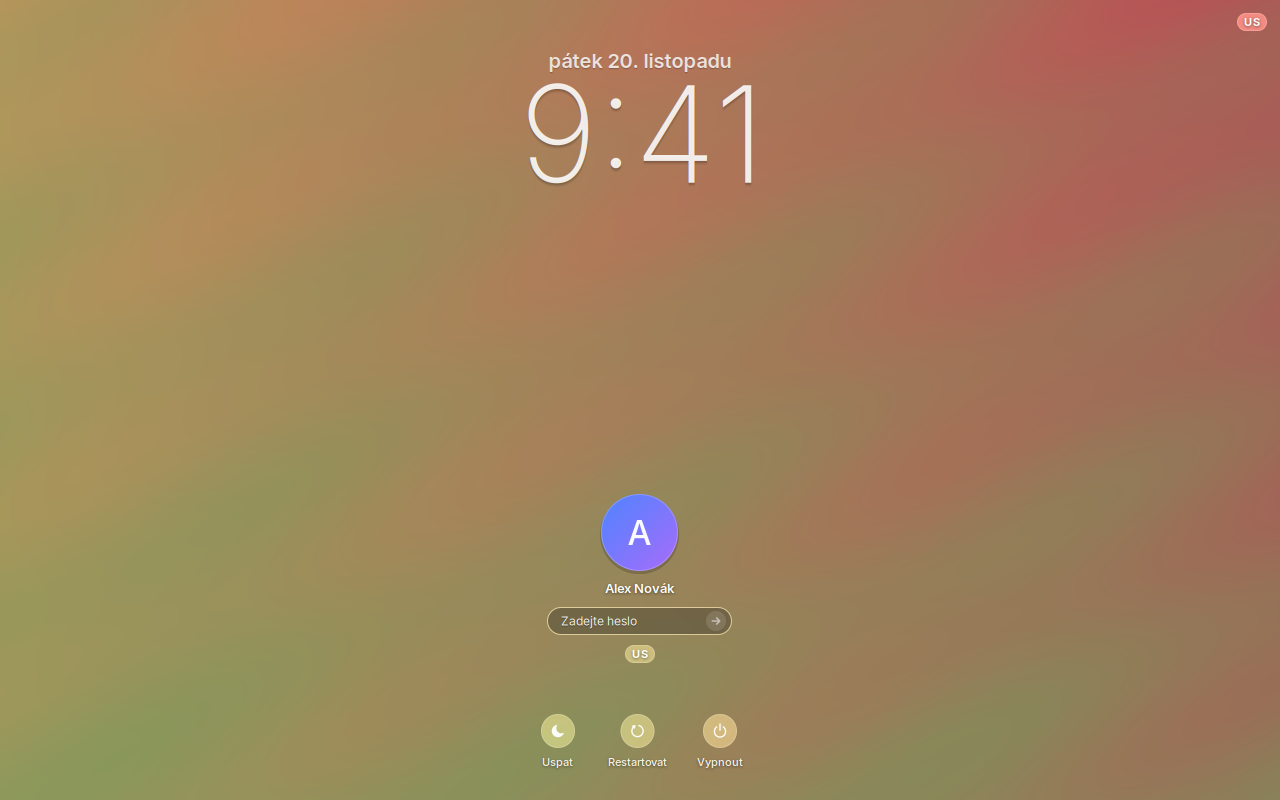 US
pátek 20. listopadu
9:41
A
Alex Novák
Zadejte heslo
US
Uspat
Restartovat
Vypnout